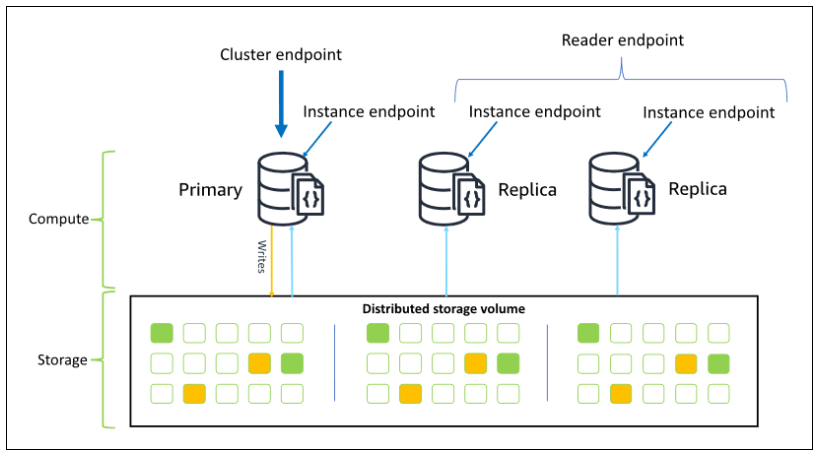 Reader endpoint
Cluster endpoint
Instance endpoint
Instance endpoint
Instance endpoint
Primary
{}
Replica
{}
Replica
{}
Compute
Writes
Distributed storage volume
Storage